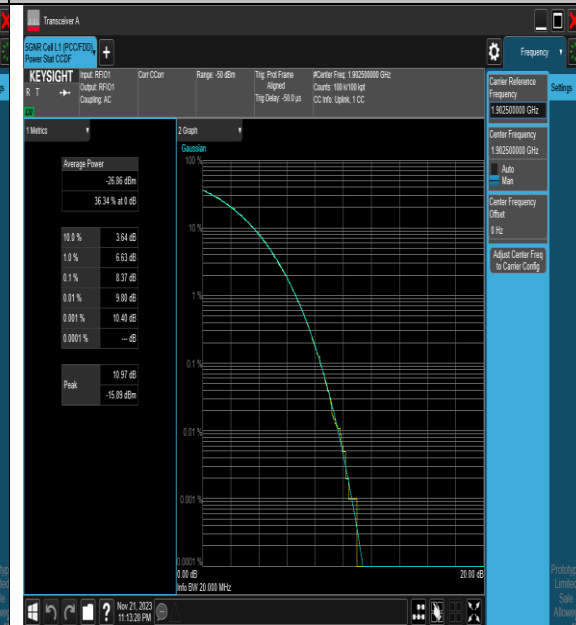 Transceiver A
5GNR Cell L1 (PCC/FDD)
Power Stat CCDF
Frequency
KEYSIGHT
R T
Input: RFIO1
Output: RFIO1
Coupling: AC
Corr CCorr
Range: -50 dBm
Trig: Prot Frame
Aligned
Trig Delay: -50.0 µs
#Center Freq: 1.902500000 GHz
Counts: 100 k/100 kpt
CC Info: Uplink, 1 CC
Carrier Reference
Frequency
1.902500000 GHz
Settings
Center Frequency
1.902500000 GHz
Auto
Man
Center Frequency
Offset
0 Hz
Adjust Center Freq
to Carrier Config
1 Metrics
Average Power
-26.86 dBm
36.34 % at 0 dB
10.0 % 3.64 dB
1.0 % 6.63 dB
0.1 % 8.37 dB
0.01 % 9.80 dB
0.001 % 10.40 dB
0.0001 % --- dB
Peak
10.97 dB
-15.89 dBm
2 Graph
Gaussian
100 %
10 %
1 %
0.1 %
0.01 %
0.001 %
0.0001 %
0.00 dB
20.00 dB
Info BW 20.000 MHz
Nov 21, 2023
11:13:20 PM